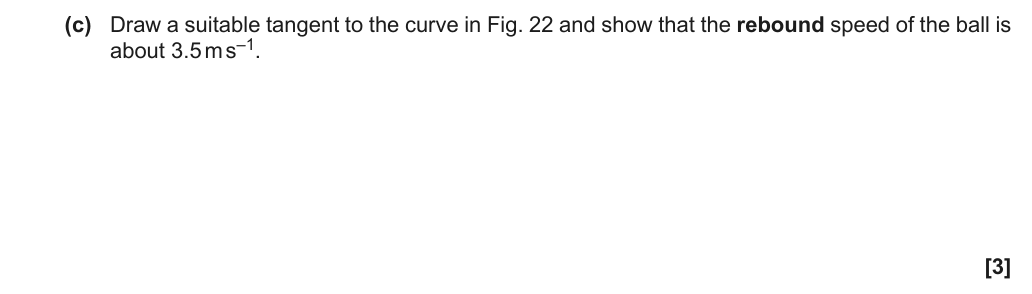 (c) Draw a suitable tangent to the curve in Fig. 22 and show that the rebound speed of the ball is
about 3.5 m s⁻¹.
[3]